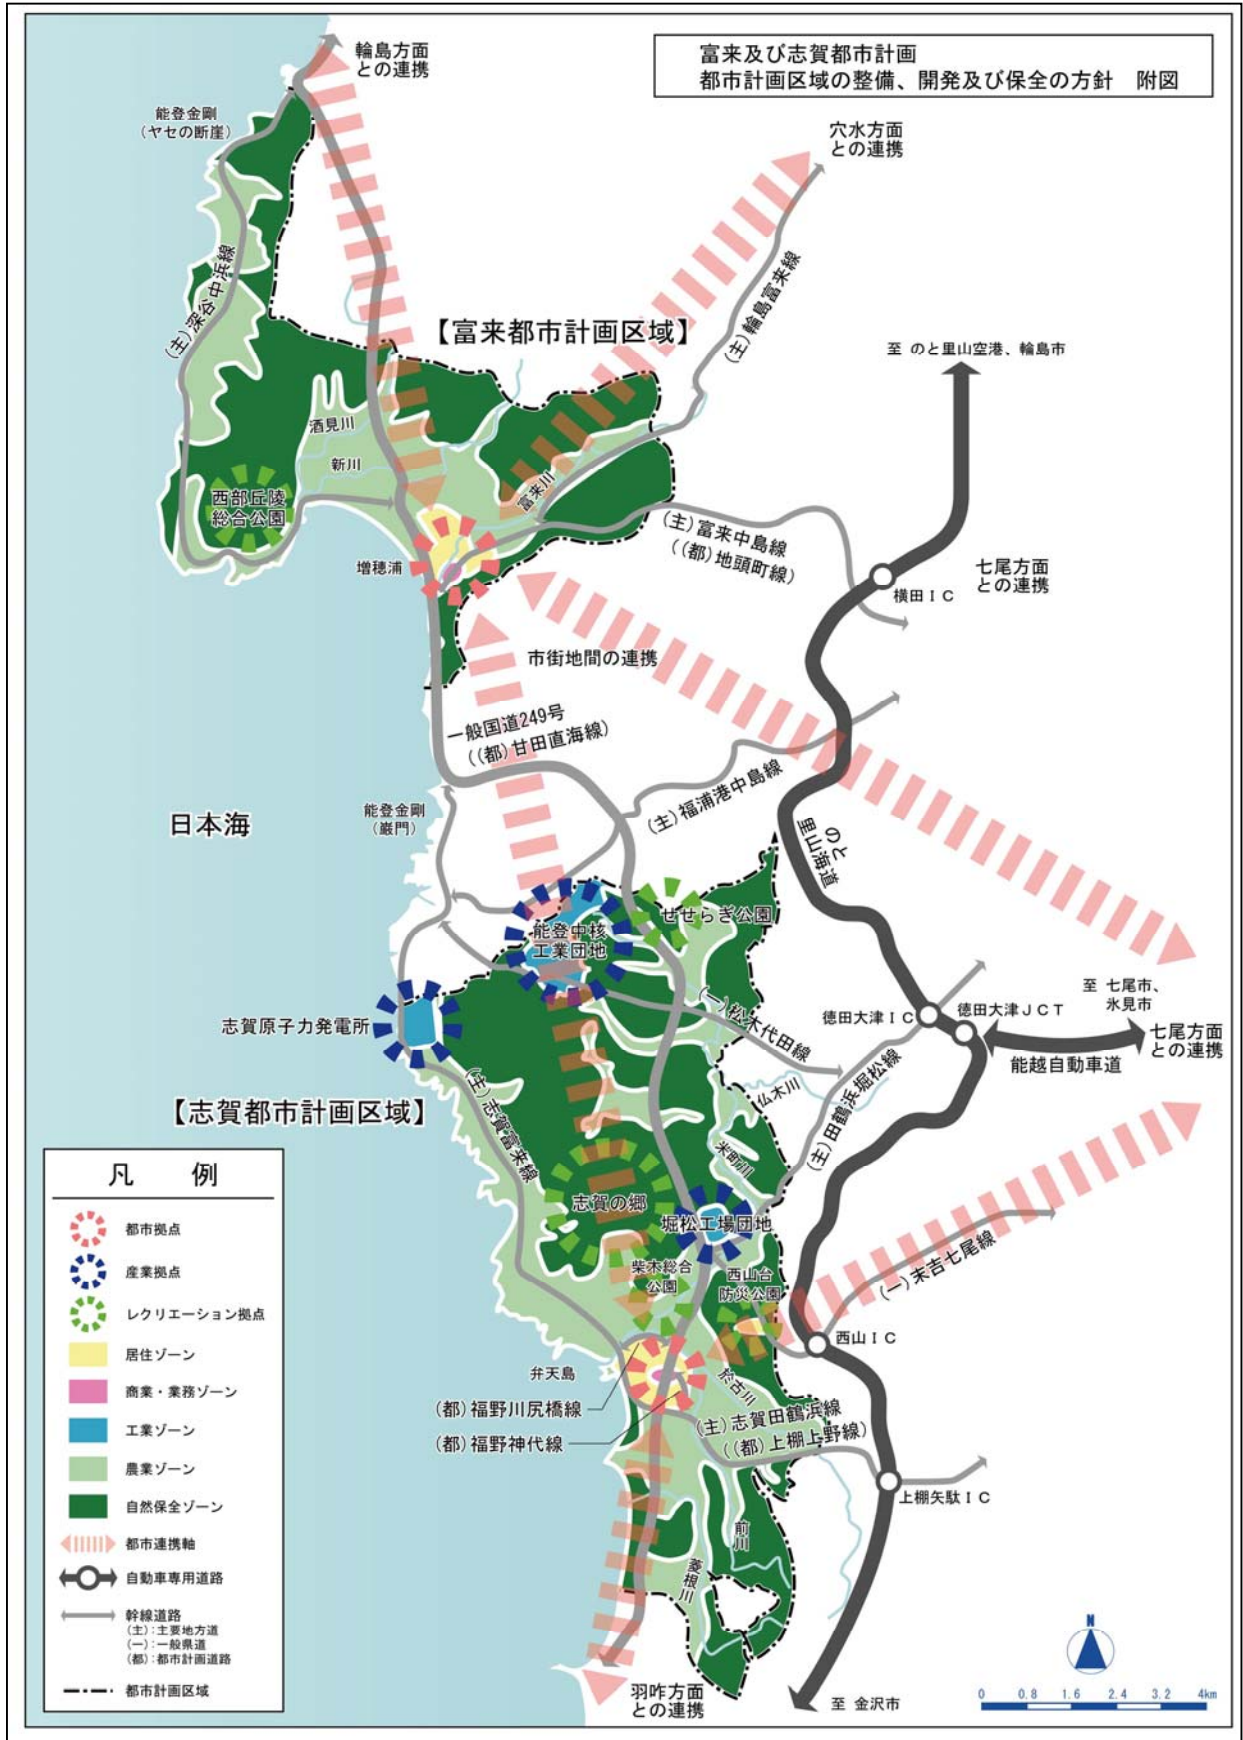 富来及び志賀都市計画
都市計画区域の整備、開発及び保全の方針　附図
輪島方面
との連携
能登金剛
(ヤセの断崖)
穴水方面
との連携
(主)深谷中浜線
(主)輪島富来線
【富来都市計画区域】
至 のと里山空港、輪島市
酒見川
新川
富来川
西部丘陵
総合公園
(主)富来中島線
((都)地頭町線)
増穂浦
七尾方面
との連携
横田ＩＣ
市街地間の連携
一般国道249号
((都)甘田直海線)
(主)福浦港中島線
能登金剛
(巌門)
日本海
のと
里山海道
せせらぎ公園
能登中核
工業団地
志賀原子力発電所
(一)松木代田線
徳田大津ＩＣ
徳田大津ＪＣＴ
至 七尾市、
氷見市
七尾方面
との連携
能越自動車道
仏木川
(主)田鶴浜堀松線
(主)志賀富来線
【志賀都市計画区域】
米町川
志賀の郷
堀松工場団地
柴木総合
公園
西山台
防災公園
(一)末吉七尾線
西山ＩＣ
弁天島
於古川
(都)福野川尻橋線
(都)福野神代線
(主)志賀田鶴浜線
((都)上棚上野線)
上棚矢駄ＩＣ
前川
菱根川
羽咋方面
との連携
至 金沢市
凡　例
都市拠点
産業拠点
レクリエーション拠点
居住ゾーン
商業・業務ゾーン
工業ゾーン
農業ゾーン
自然保全ゾーン
都市連携軸
自動車専用道路
幹線道路
(主):主要地方道
(一):一般県道
(都):都市計画道路
都市計画区域
N
0 0.8 1.6 2.4 3.2 4km